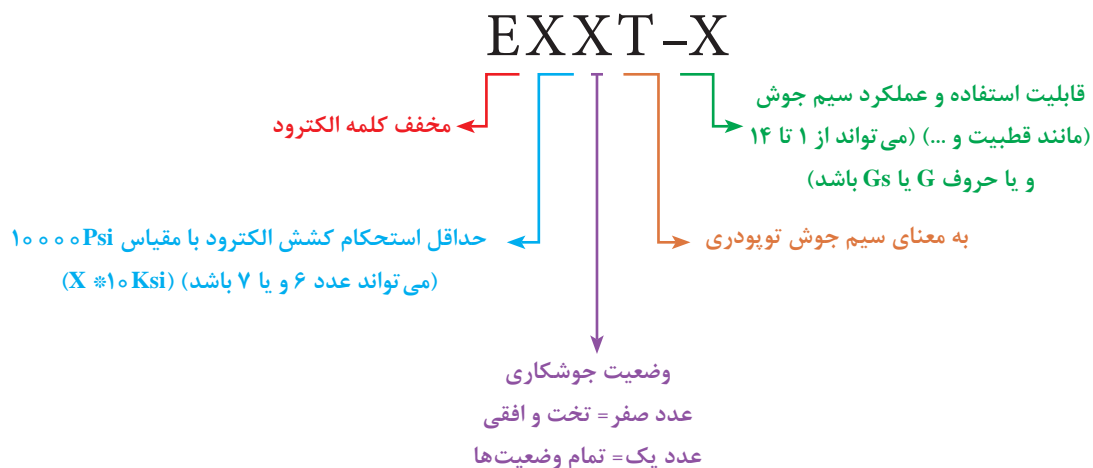 EXXT–X
قابلیت استفاده و عملکرد سیم جوش
(مانند قطبیت و ...) (می‌تواند از ۱ تا ۱۴
و یا حروف G یا Gs باشد)
مخفف کلمه الکترود
به معنای سیم جوش توپودری
حداقل استحکام کشش الکترود با مقیاس ۱۰۰۰۰Psi
(می‌تواند عدد ۶ و یا ۷ باشد) (X *۱۰Ksi)
وضعیت جوشکاری
عدد صفر= تخت و افقی
عدد یک= تمام وضعیت‌ها